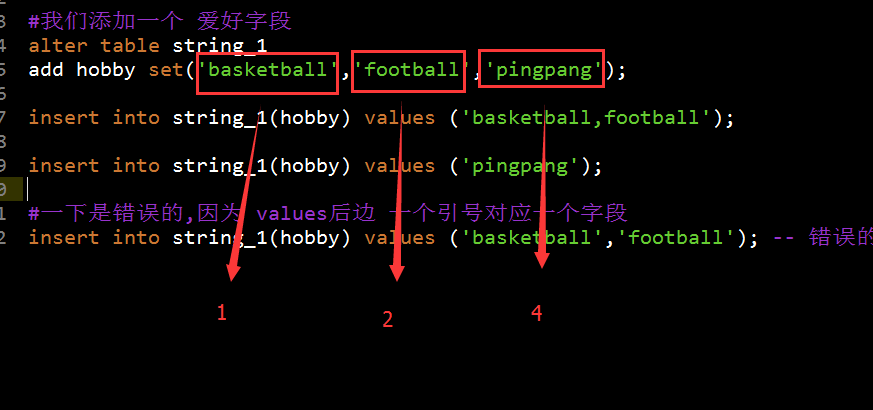 #我们添加一个 爱好字段
alter table string_1
add hobby set('basketball','football','pingpang');
insert into string_1(hobby) values ('basketball,football');
insert into string_1(hobby) values ('pingpang');
#一下是错误的,因为 values后边 一个引号对应一个字段
insert into string_1(hobby) values ('basketball','football'); -- 错误的
1
2
4